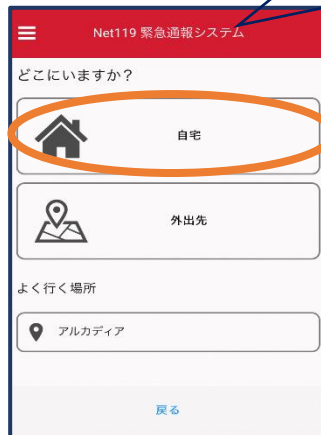 Net119 緊急通報システム
どこにいますか？
自宅
外出先
よく行く場所
アルカディア
戻る